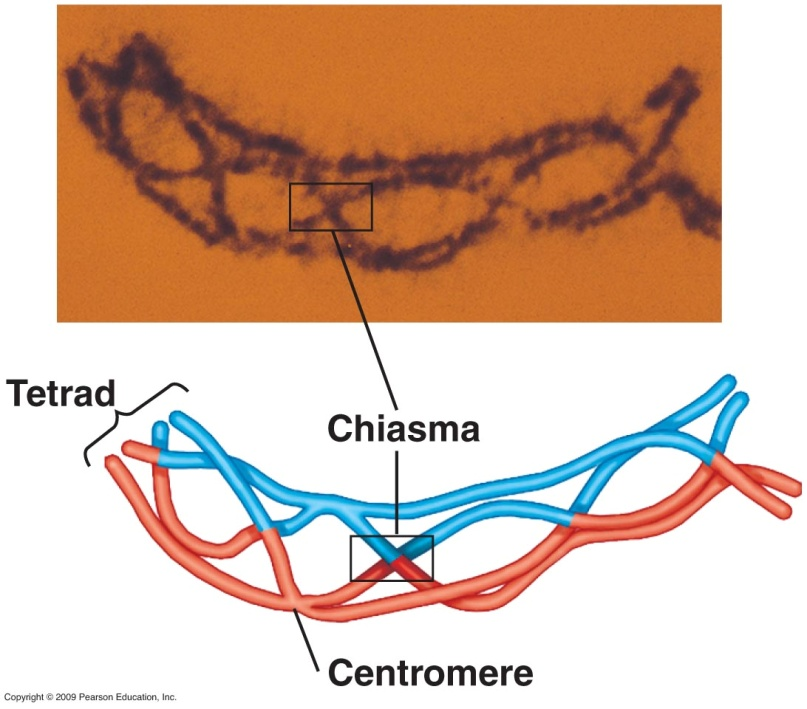 Tetrad
Chiasma
Centromere
Copyright © 2009 Pearson Education, Inc.